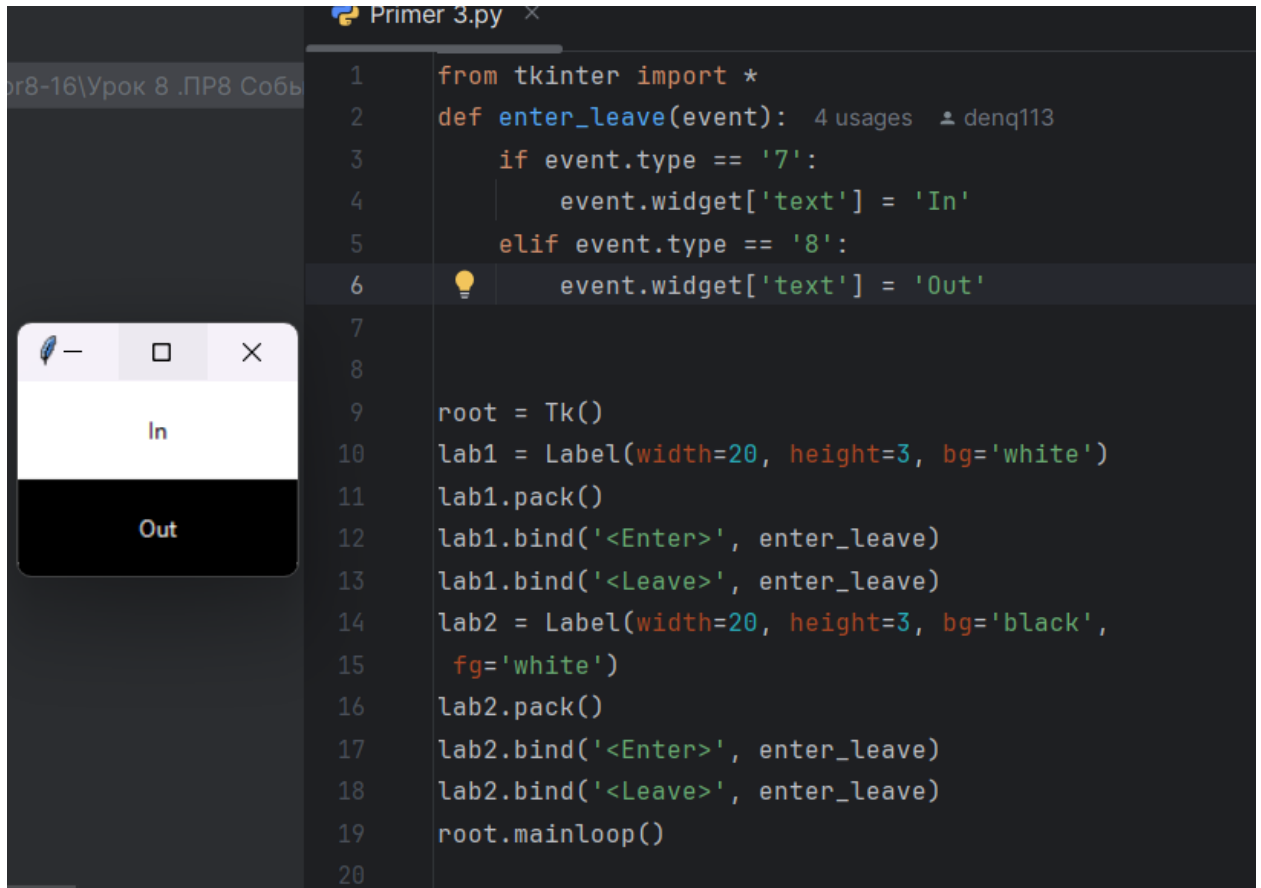 Primer 3.py
or8-16\Урок 8 .ПР8 Собы
1 from tkinter import *
2 def enter_leave(event): 4 usages denq113
3 if event.type == '7':
4 event.widget['text'] = 'In'
5 elif event.type == '8':
6 event.widget['text'] = 'Out'
7
8
9 root = Tk()
10 lab1 = Label(width=20, height=3, bg='white')
11 lab1.pack()
12 lab1.bind('<Enter>', enter_leave)
13 lab1.bind('<Leave>', enter_leave)
14 lab2 = Label(width=20, height=3, bg='black',
15 fg='white')
16 lab2.pack()
17 lab2.bind('<Enter>', enter_leave)
18 lab2.bind('<Leave>', enter_leave)
19 root.mainloop()
20
In
Out